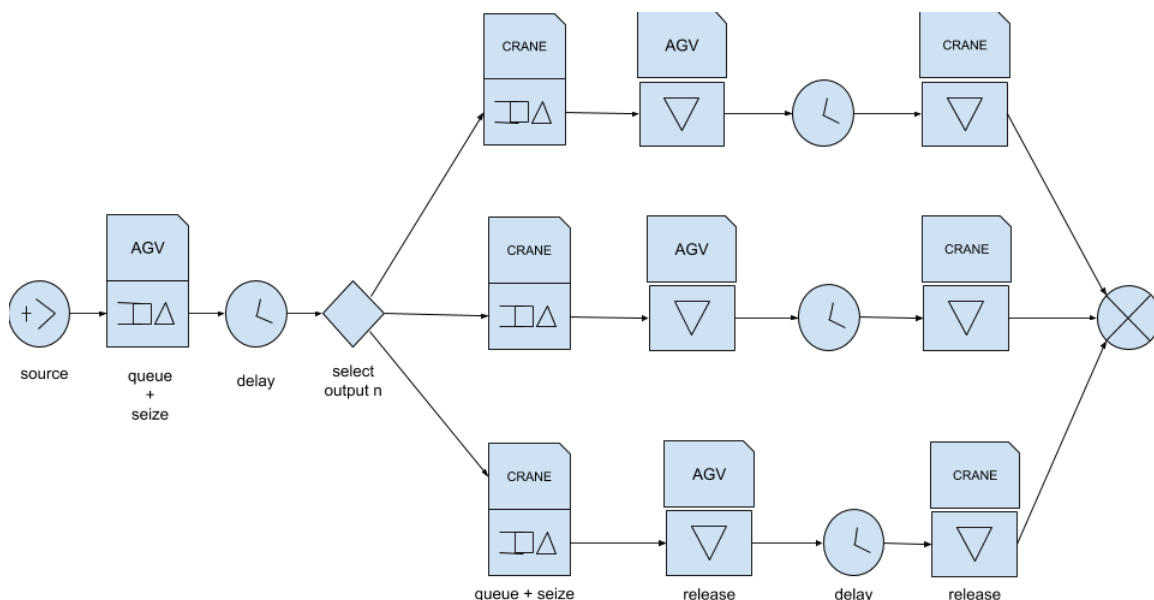 CRANE
AGV
CRANE
AGV
CRANE
AGV
CRANE
source
queue
+
seize
delay
select
output n
CRANE
AGV
CRANE
queue + seize
release
delay
release